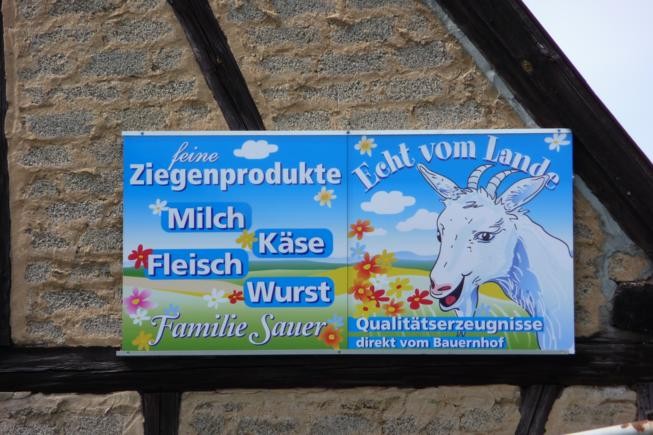 feine
Ziegenprodukte
Milch
Käse
Fleisch
Wurst
Familie Sauer
Echt vom Lande
Qualitätserzeugnisse
direkt vom Bauernhof